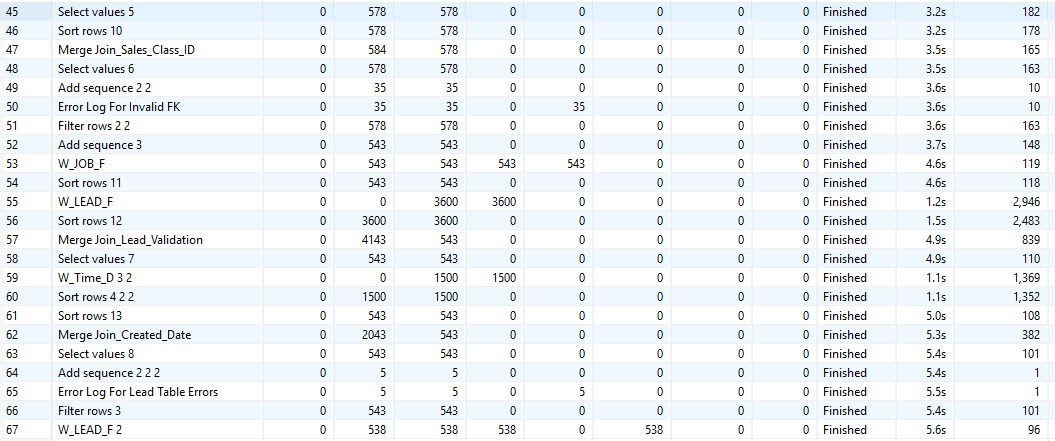 45 Select values 5 0 578 578 0 0 0 0 0 Finished 3.2s 182
46 Sort rows 10 0 578 578 0 0 0 0 0 Finished 3.2s 178
47 Merge Join_Sales_Class_ID 0 584 578 0 0 0 0 0 Finished 3.5s 165
48 Select values 6 0 578 578 0 0 0 0 0 Finished 3.5s 163
49 Add sequence 2 2 0 35 35 0 0 0 0 0 Finished 3.6s 10
50 Error Log For Invalid FK 0 35 35 0 35 0 0 0 Finished 3.6s 10
51 Filter rows 2 2 0 578 578 0 0 0 0 0 Finished 3.6s 163
52 Add sequence 3 0 543 543 0 0 0 0 0 Finished 3.7s 148
53 W_JOB_F 0 543 543 543 543 0 0 0 Finished 4.6s 119
54 Sort rows 11 0 543 543 0 0 0 0 0 Finished 4.6s 118
55 W_LEAD_F 0 0 3600 3600 0 0 0 0 Finished 1.2s 2,946
56 Sort rows 12 0 3600 3600 0 0 0 0 0 Finished 1.5s 2,483
57 Merge Join_Lead_Validation 0 4143 543 0 0 0 0 0 Finished 4.9s 839
58 Select values 7 0 543 543 0 0 0 0 0 Finished 4.9s 110
59 W_Time_D 3 2 0 0 1500 1500 0 0 0 0 Finished 1.1s 1,369
60 Sort rows 4 2 2 0 1500 1500 0 0 0 0 0 Finished 1.1s 1,352
61 Sort rows 13 0 543 543 0 0 0 0 0 Finished 5.0s 108
62 Merge Join_Created_Date 0 2043 543 0 0 0 0 0 Finished 5.3s 382
63 Select values 8 0 543 543 0 0 0 0 0 Finished 5.4s 101
64 Add sequence 2 2 2 0 5 5 0 0 0 0 0 Finished 5.4s 1
65 Error Log For Lead Table Errors 0 5 5 0 5 0 0 0 Finished 5.5s 1
66 Filter rows 3 0 543 543 0 0 0 0 0 Finished 5.4s 101
67 W_LEAD_F 2 0 538 538 538 0 538 0 0 Finished 5.6s 96